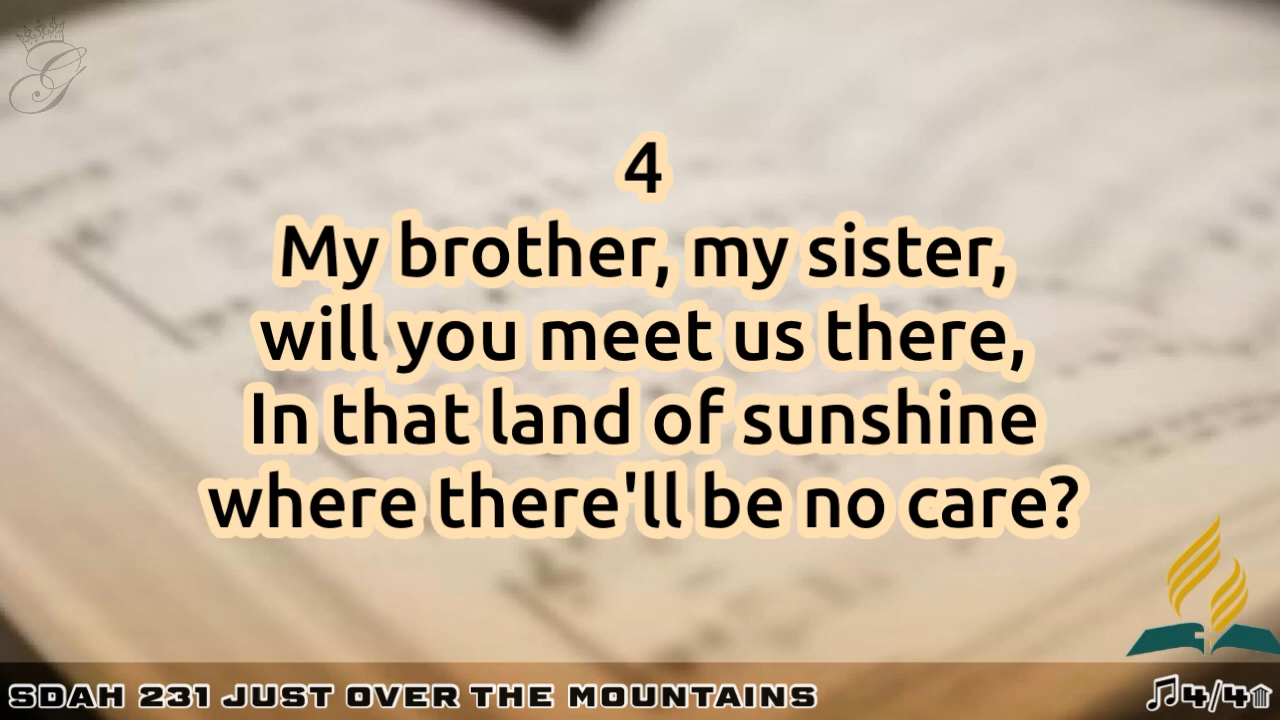 4
My brother, my sister,
will you meet us there,
In that land of sunshine
where there'll be no care?
SDAH 231 JUST OVER THE MOUNTAINS
4/4